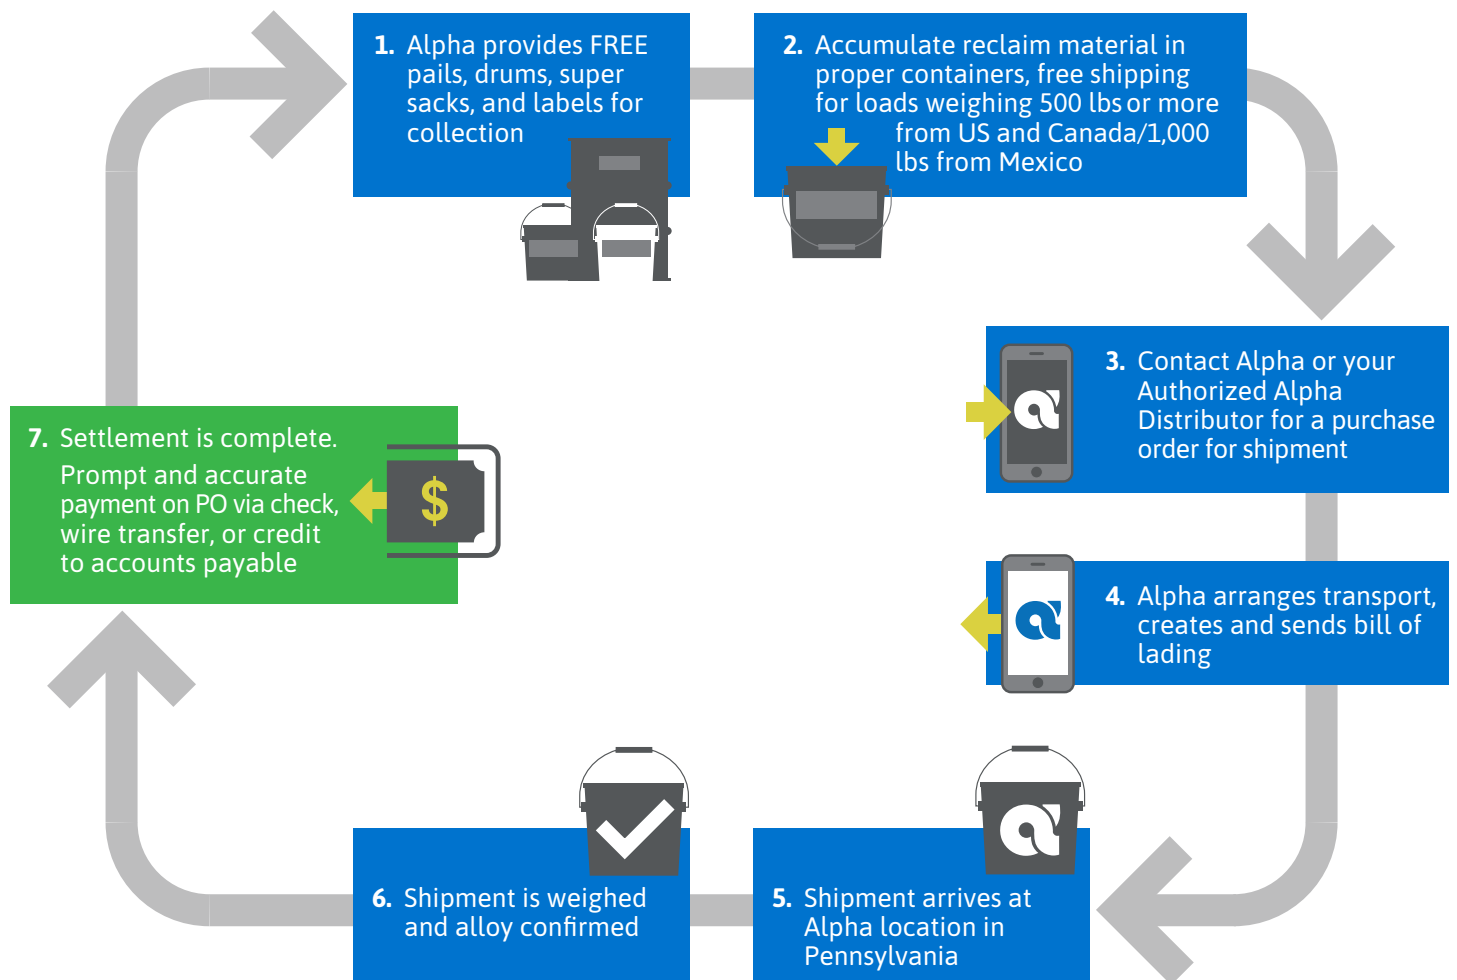 1. Alpha provides FREE
pails, drums, super
sacks, and labels for
collection
2. Accumulate reclaim material in
proper containers, free shipping
for loads weighing 500 lbs or more
from US and Canada/1,000
lbs from Mexico
3. Contact Alpha or your
Authorized Alpha
Distributor for a purchase
order for shipment
4. Alpha arranges transport,
creates and sends bill of
lading
5. Shipment arrives at
Alpha location in
Pennsylvania
6. Shipment is weighed
and alloy confirmed
7. Settlement is complete.
Prompt and accurate
payment on PO via check,
wire transfer, or credit
to accounts payable
$